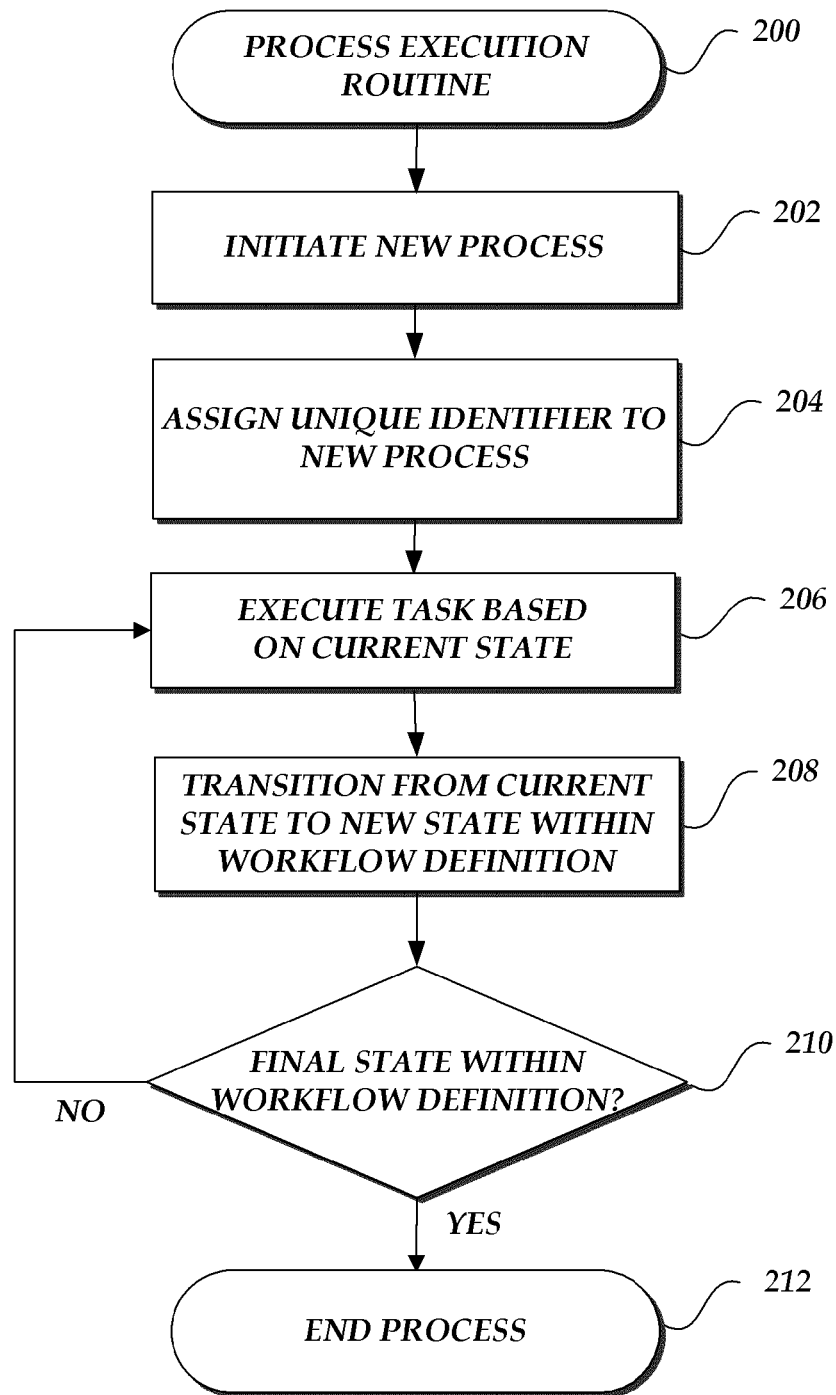 PROCESS EXECUTION
ROUTINE
200
INITIATE NEW PROCESS
202
ASSIGN UNIQUE IDENTIFIER TO
NEW PROCESS
204
EXECUTE TASK BASED
ON CURRENT STATE
206
TRANSITION FROM CURRENT
STATE TO NEW STATE WITHIN
WORKFLOW DEFINITION
208
FINAL STATE WITHIN
WORKFLOW DEFINITION?
210
NO
YES
END PROCESS
212